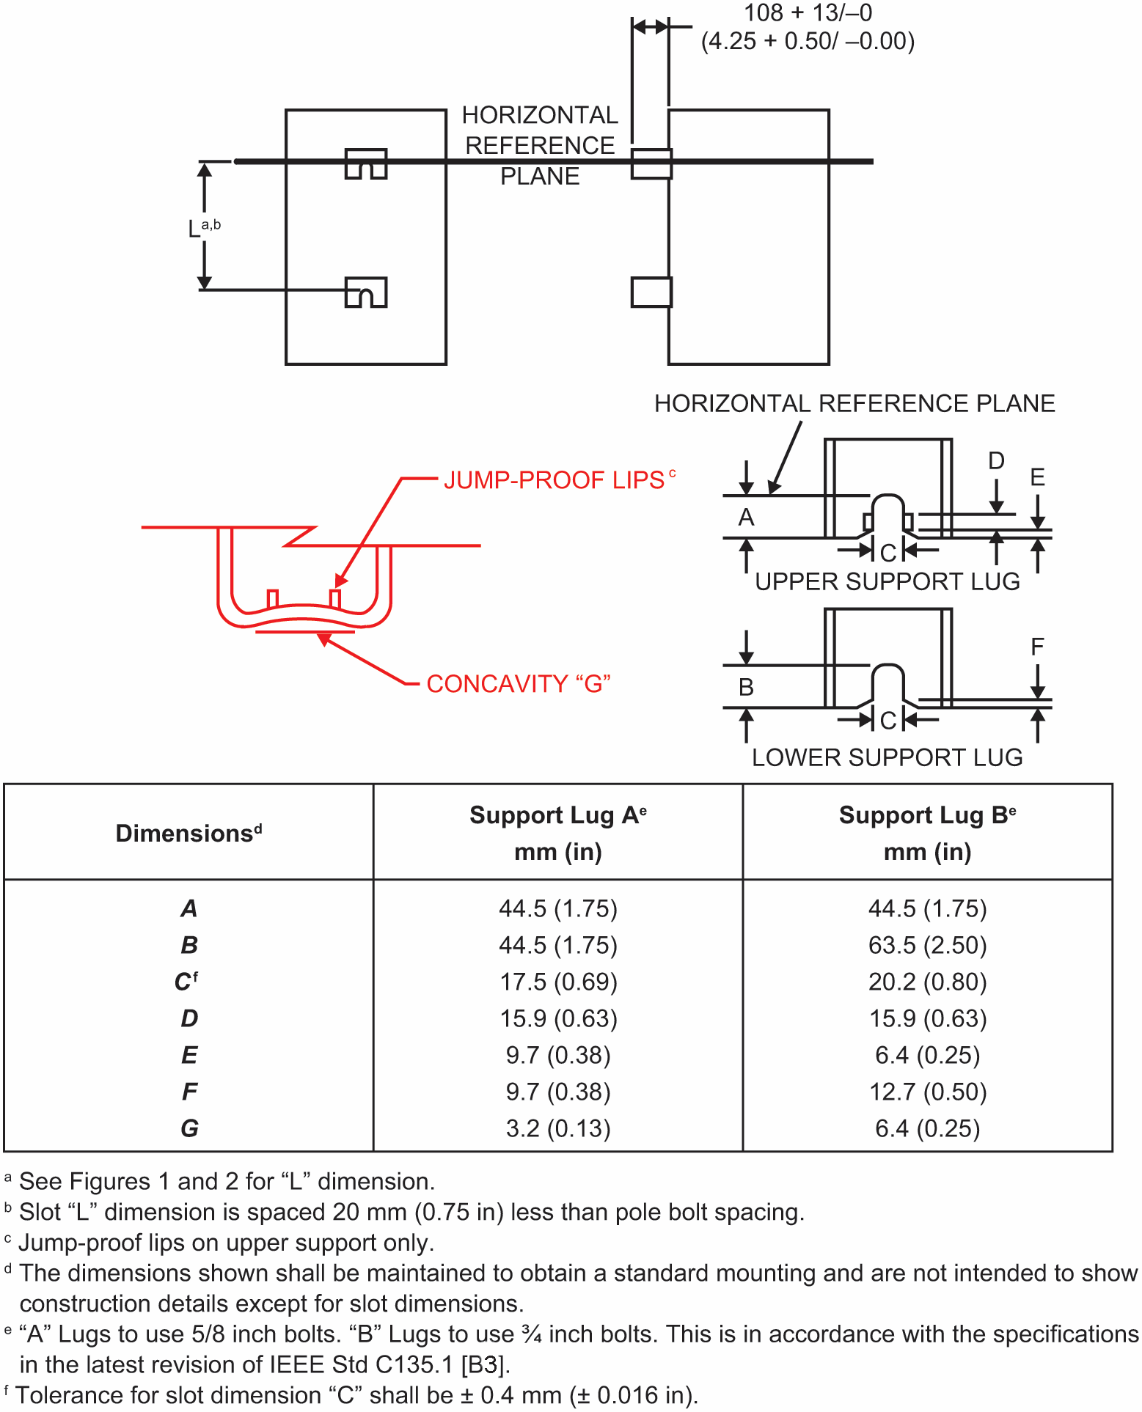 108 + 13/–0
(4.25 + 0.50/ –0.00)
HORIZONTAL
REFERENCE
PLANE
L a,b
HORIZONTAL REFERENCE PLANE
JUMP-PROOF LIPS c
D
E
A
C
UPPER SUPPORT LUG
CONCAVITY “G”
F
B
C
LOWER SUPPORT LUG
Dimensions d
Support Lug A e
mm (in)
Support Lug B e
mm (in)
A 44.5 (1.75) 44.5 (1.75)
B 44.5 (1.75) 63.5 (2.50)
C f 17.5 (0.69) 20.2 (0.80)
D 15.9 (0.63) 15.9 (0.63)
E 9.7 (0.38) 6.4 (0.25)
F 9.7 (0.38) 12.7 (0.50)
G 3.2 (0.13) 6.4 (0.25)
a See Figures 1 and 2 for “L” dimension.
b Slot “L” dimension is spaced 20 mm (0.75 in) less than pole bolt spacing.
c Jump-proof lips on upper support only.
d The dimensions shown shall be maintained to obtain a standard mounting and are not intended to show
construction details except for slot dimensions.
e “A” Lugs to use 5/8 inch bolts. “B” Lugs to use ¾ inch bolts. This is in accordance with the specifications
in the latest revision of IEEE Std C135.1 [B3].
f Tolerance for slot dimension “C” shall be ± 0.4 mm (± 0.016 in).